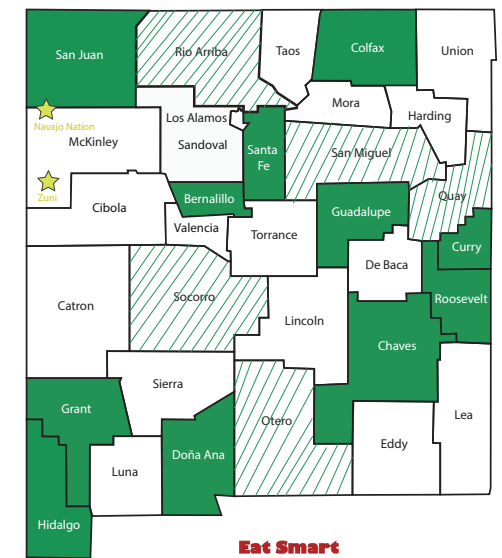 San Juan
Rio Arriba
Taos
Colfax
Union
Navajo Nation
McKinley
Los Alamos
Sandoval
Mora
Harding
Santa
Fe
San Miguel
Zuni
Cibola
Bernalillo
Valencia
Torrance
Guadalupe
Quay
Curry
De Baca
Roosevelt
Catron
Socorro
Lincoln
Chaves
Sierra
Grant
Otero
Lea
Luna
Doña Ana
Eddy
Hidalgo
Eat Smart